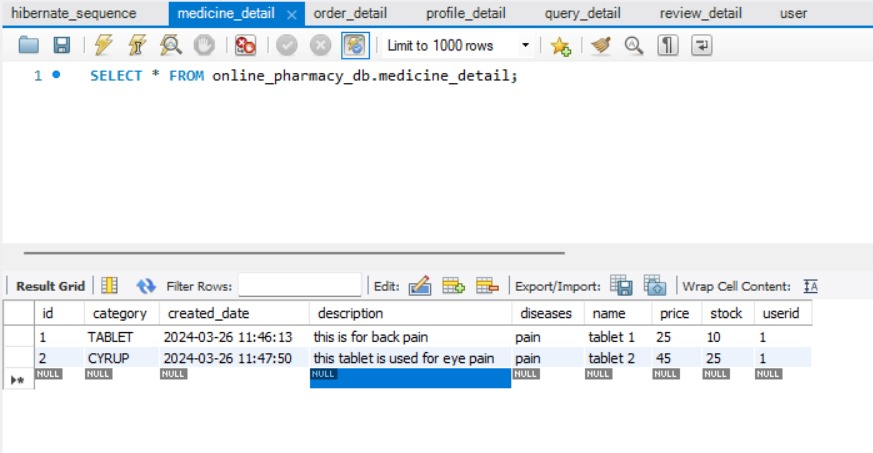 hibernate_sequence medicine_detail × order_detail profile_detail query_detail review_detail user
Limit to 1000 rows
1 SELECT * FROM online_pharmacy_db.medicine_detail;
Result Grid Filter Rows: Edit: Export/Import: Wrap Cell Content: IA
id category created_date description diseases name price stock userid
1 TABLET 2024-03-26 11:46:13 this is for back pain pain tablet 1 25 10 1
2 CYRUP 2024-03-26 11:47:50 this tablet is used for eye pain pain tablet 2 45 25 1
NULL NULL NULL NULL NULL NULL NULL NULL NULL